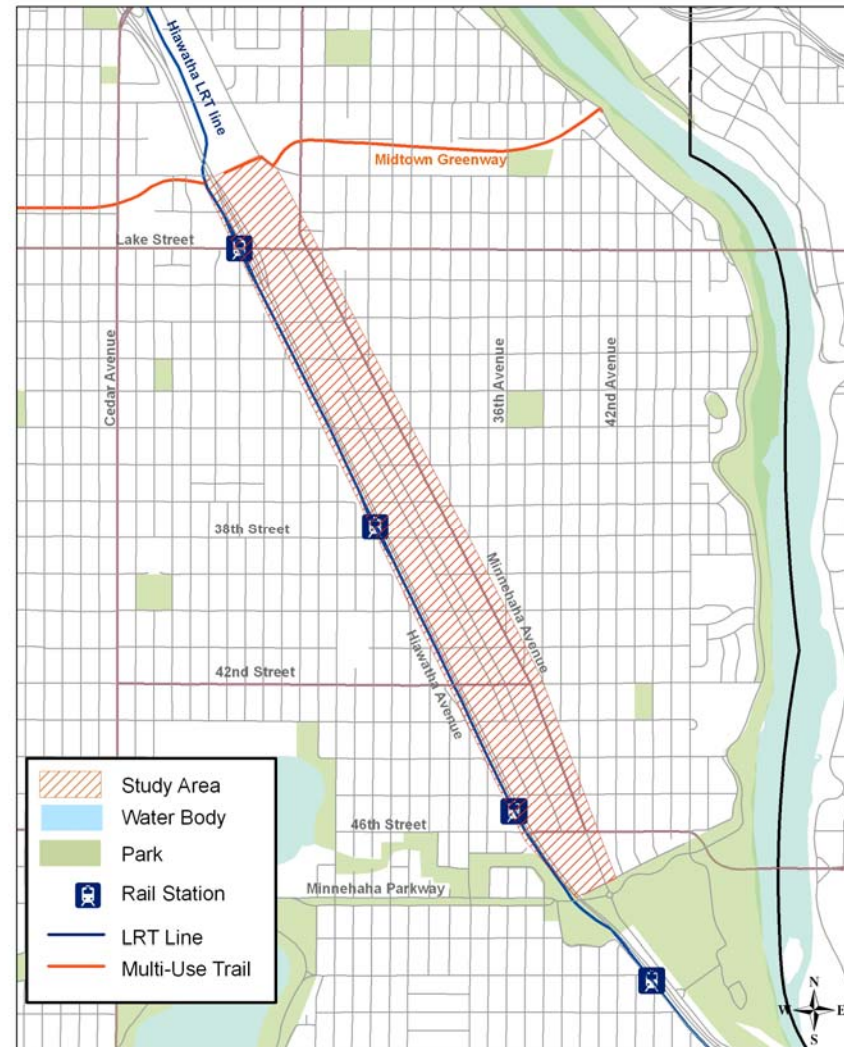 Hiawatha LRT line
Midtown Greenway
Lake Street
Cedar Avenue
36th Avenue
42nd Avenue
38th Street
Minnehaha Avenue
Hiawatha Avenue
42nd Street
46th Street
Minnehaha Parkway
Study Area
Water Body
Park
Rail Station
LRT Line
Multi-Use Trail
N
W E
S